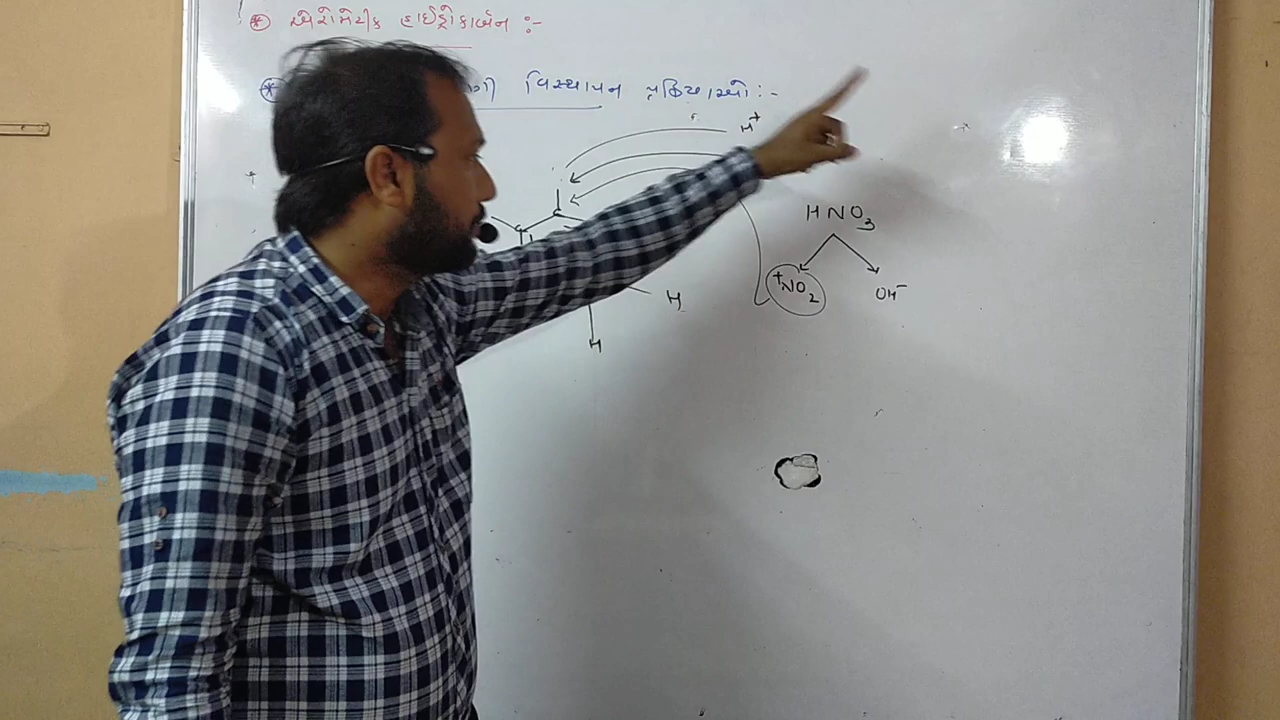 * એરોમેટીક હાઈડ્રોકાર્બન :-
* ની વિસ્થાપન પ્રક્રિયાઓ :-
H⁺
C
C
HNO₃
⁺NO₂ OH⁻
H
H